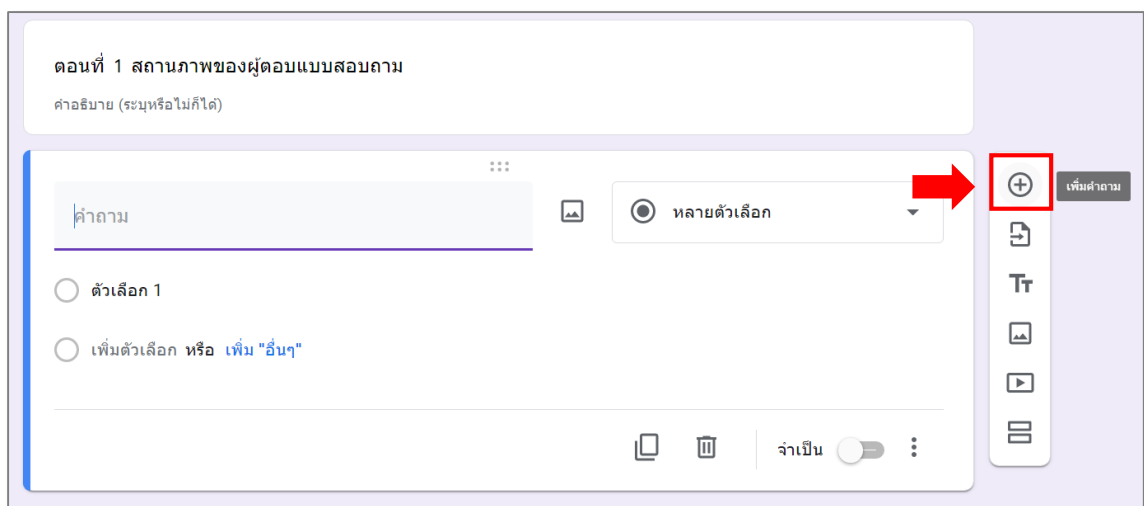 ตอนที่ 1 สถานภาพของผู้ตอบแบบสอบถาม
คำอธิบาย (ระบุหรือไม่ก็ได้)
คำถาม
หลายตัวเลือก
เพิ่มคำถาม
Tт
ตัวเลือก 1
เพิ่มตัวเลือก หรือ เพิ่ม "อื่นๆ"
จำเป็น